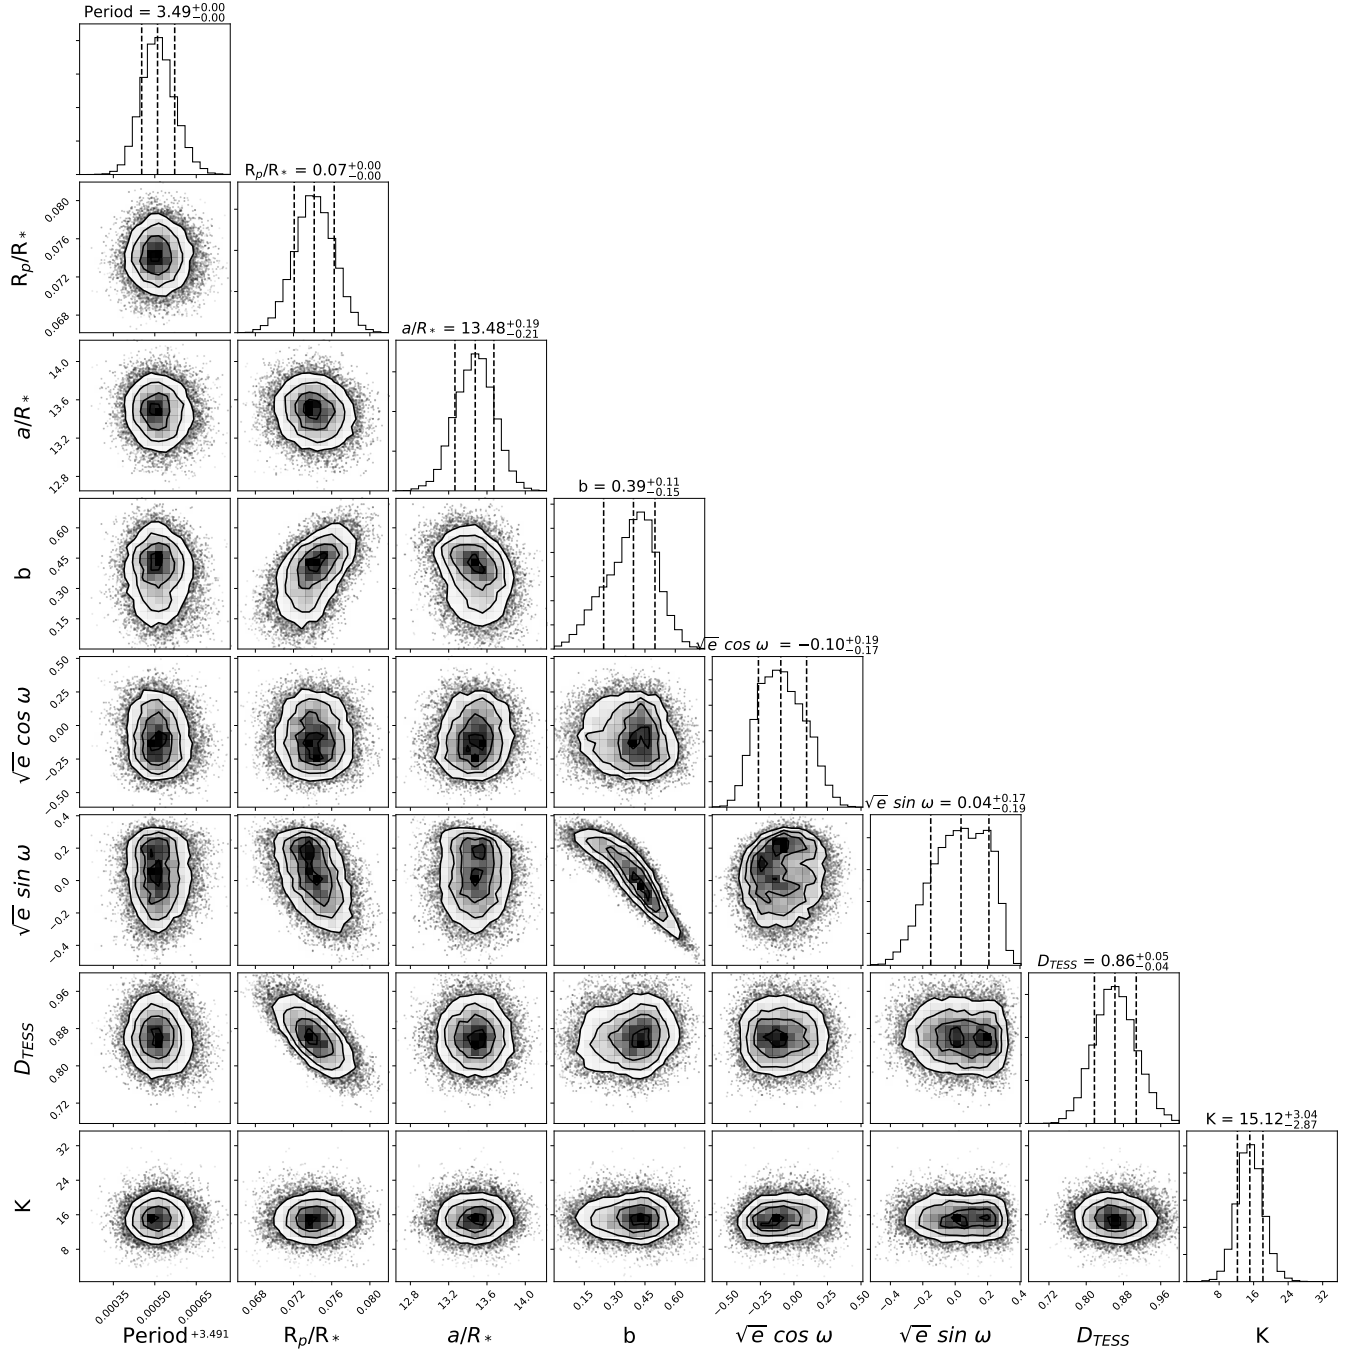 Period = 3.49+0.00 −0.00
Rp/R* = 0.07+0.00 −0.00
0.080
0.076
0.072
0.068
Rp/R*
a/R* = 13.48+0.19 −0.21
14.0
13.6
13.2
12.8
a/R*
b = 0.39+0.11 −0.15
0.60
0.45
0.30
0.15
b
√e cos ω = −0.10+0.19 −0.17
0.50
0.25
0.00
−0.25
−0.50
√e cos ω
√e sin ω = 0.04+0.17 −0.19
0.4
0.2
0.0
−0.2
−0.4
√e sin ω
DTESS = 0.86+0.05 −0.04
0.96
0.88
0.80
0.72
DTESS
K = 15.12+3.04 −2.87
32
24
16
8
K
0.00035 0.00050 0.00065 0.068 0.072 0.076 0.080 12.8 13.2 13.6 14.0 0.15 0.30 0.45 0.60 −0.50 −0.25 0.00 0.25 0.50 −0.4 −0.2 0.0 0.2 0.4 0.72 0.80 0.88 0.96 8 16 24 32
Period +3.491 Rp/R* a/R* b √e cos ω √e sin ω DTESS K